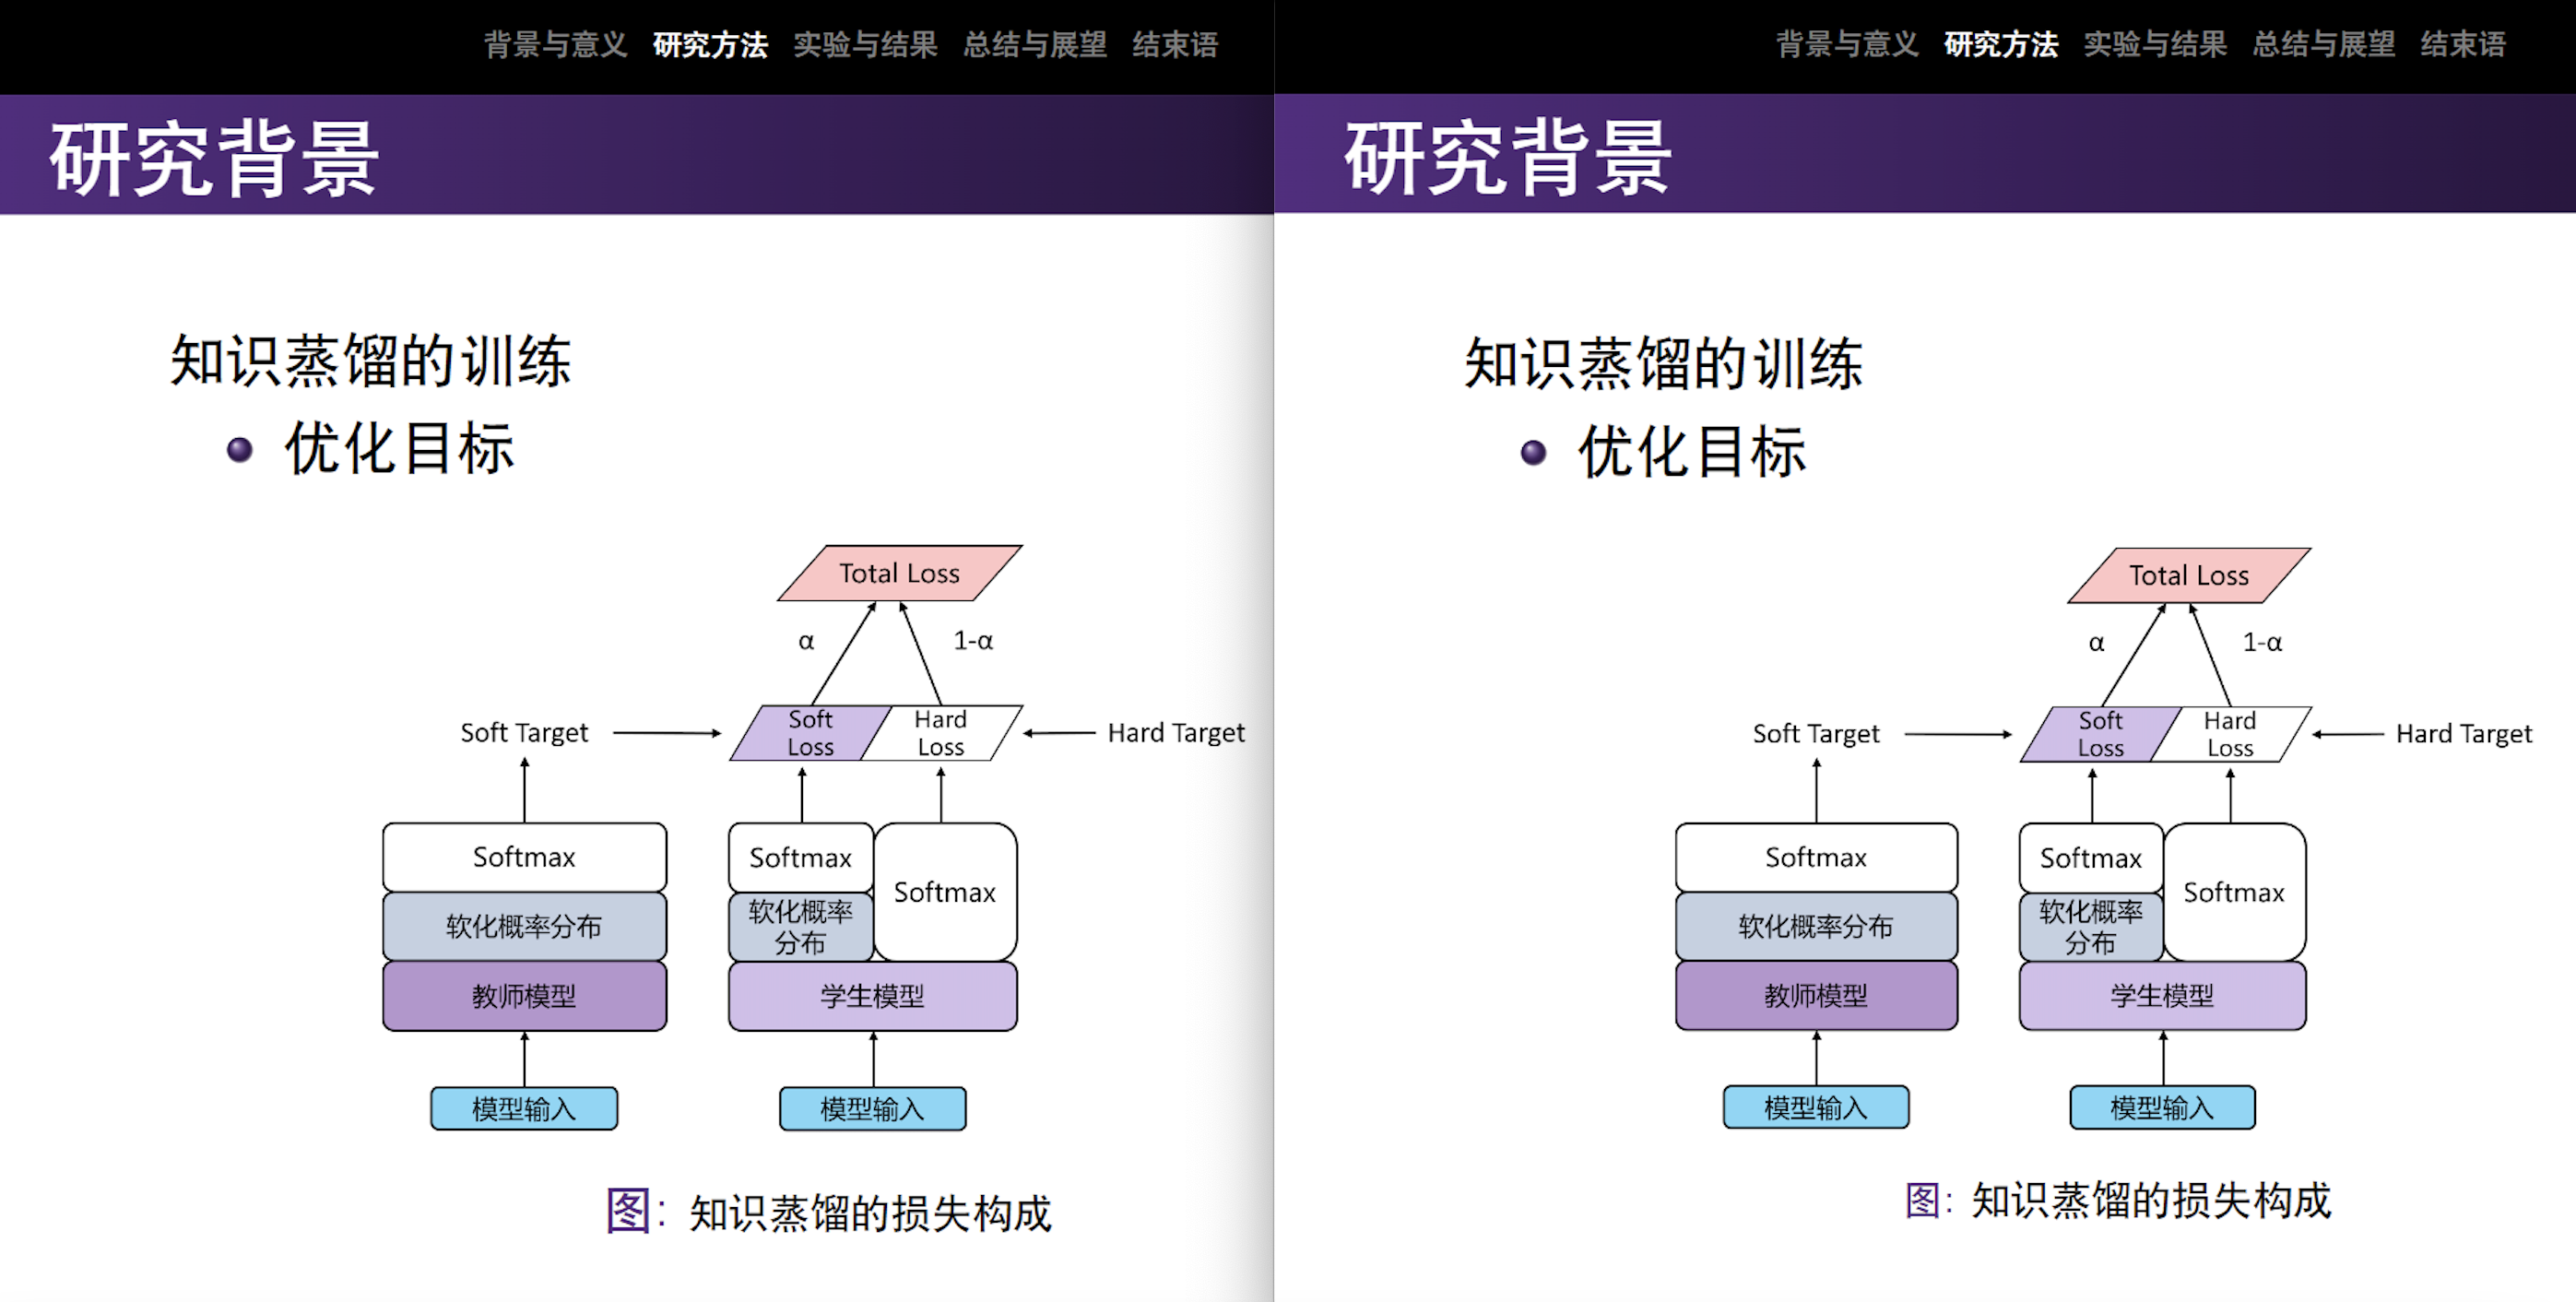 背景与意义 研究方法 实验与结果 总结与展望 结束语
研究背景
知识蒸馏的训练
优化目标
Total Loss
α
1-α
Soft Target
Soft
Loss
Hard
Loss
Hard Target
Softmax
Softmax
Softmax
软化概率分布
软化概率
分布
教师模型
学生模型
模型输入
模型输入
图: 知识蒸馏的损失构成
背景与意义 研究方法 实验与结果 总结与展望 结束语
研究背景
知识蒸馏的训练
优化目标
Total Loss
α
1-α
Soft Target
Soft
Loss
Hard
Loss
Hard Target
Softmax
Softmax
Softmax
软化概率分布
软化概率
分布
教师模型
学生模型
模型输入
模型输入
图: 知识蒸馏的损失构成